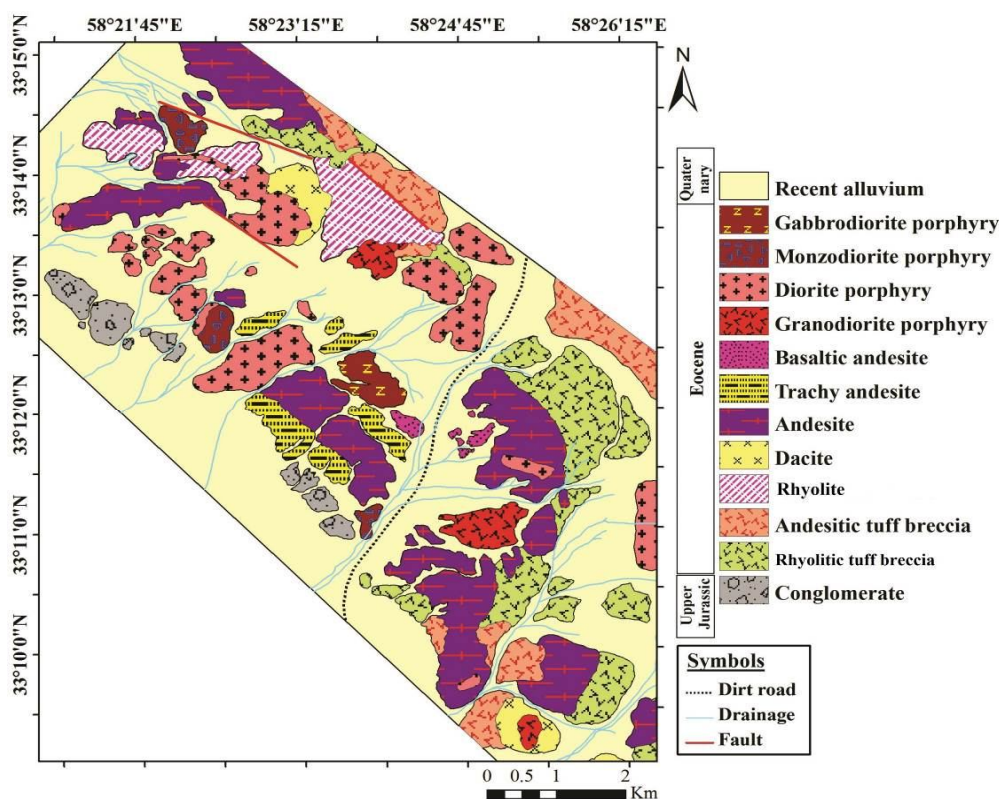 58°21'45"E 58°23'15"E 58°24'45"E 58°26'15"E
33°15'0"N
33°14'0"N
33°13'0"N
33°12'0"N
33°11'0"N
33°10'0"N
N
Quater
nary
Eocene
Upper
Jurassic
Recent alluvium
Gabbrodiorite porphyry
Monzodiorite porphyry
Diorite porphyry
Granodiorite porphyry
Basaltic andesite
Trachy andesite
Andesite
Dacite
Rhyolite
Andesitic tuff breccia
Rhyolitic tuff breccia
Conglomerate
Symbols
Dirt road
Drainage
Fault
0 0.5 1 2
Km